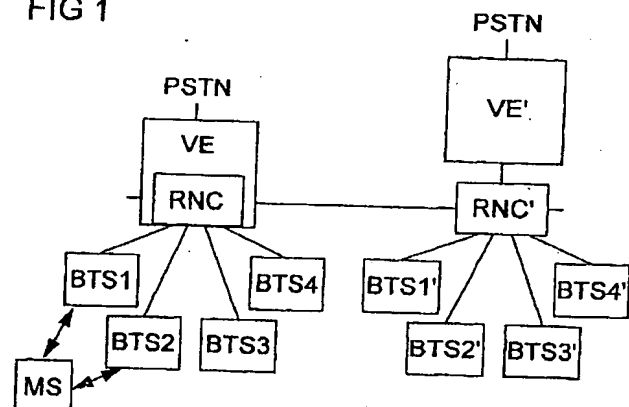 FIG 1
PSTN
VE'
PSTN
VE
RNC
RNC'
BTS1
BTS4
BTS1'
BTS4'
BTS2
BTS3
BTS2'
BTS3'
MS